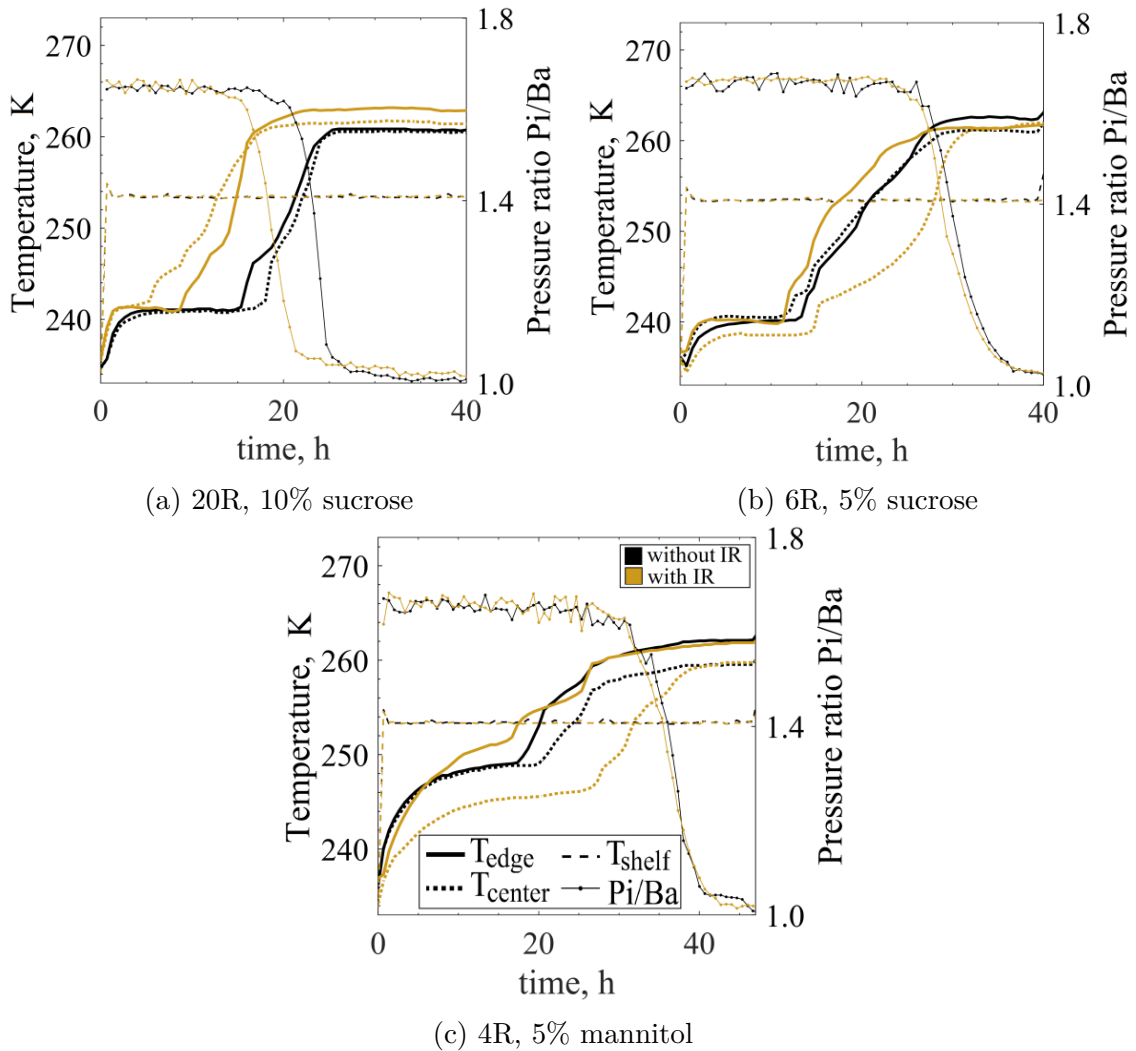 270
260
250
240
Temperature, K
0
20
40
time, h
1.8
1.4
1.0
Pressure ratio Pi/Ba
(a) 20R, 10% sucrose
270
260
250
240
Temperature, K
0
20
40
time, h
1.8
1.4
1.0
Pressure ratio Pi/Ba
(b) 6R, 5% sucrose
270
260
250
240
Temperature, K
0
20
40
time, h
1.8
1.4
1.0
Pressure ratio Pi/Ba
without IR
with IR
T_edge T_shelf
T_center Pi/Ba
(c) 4R, 5% mannitol